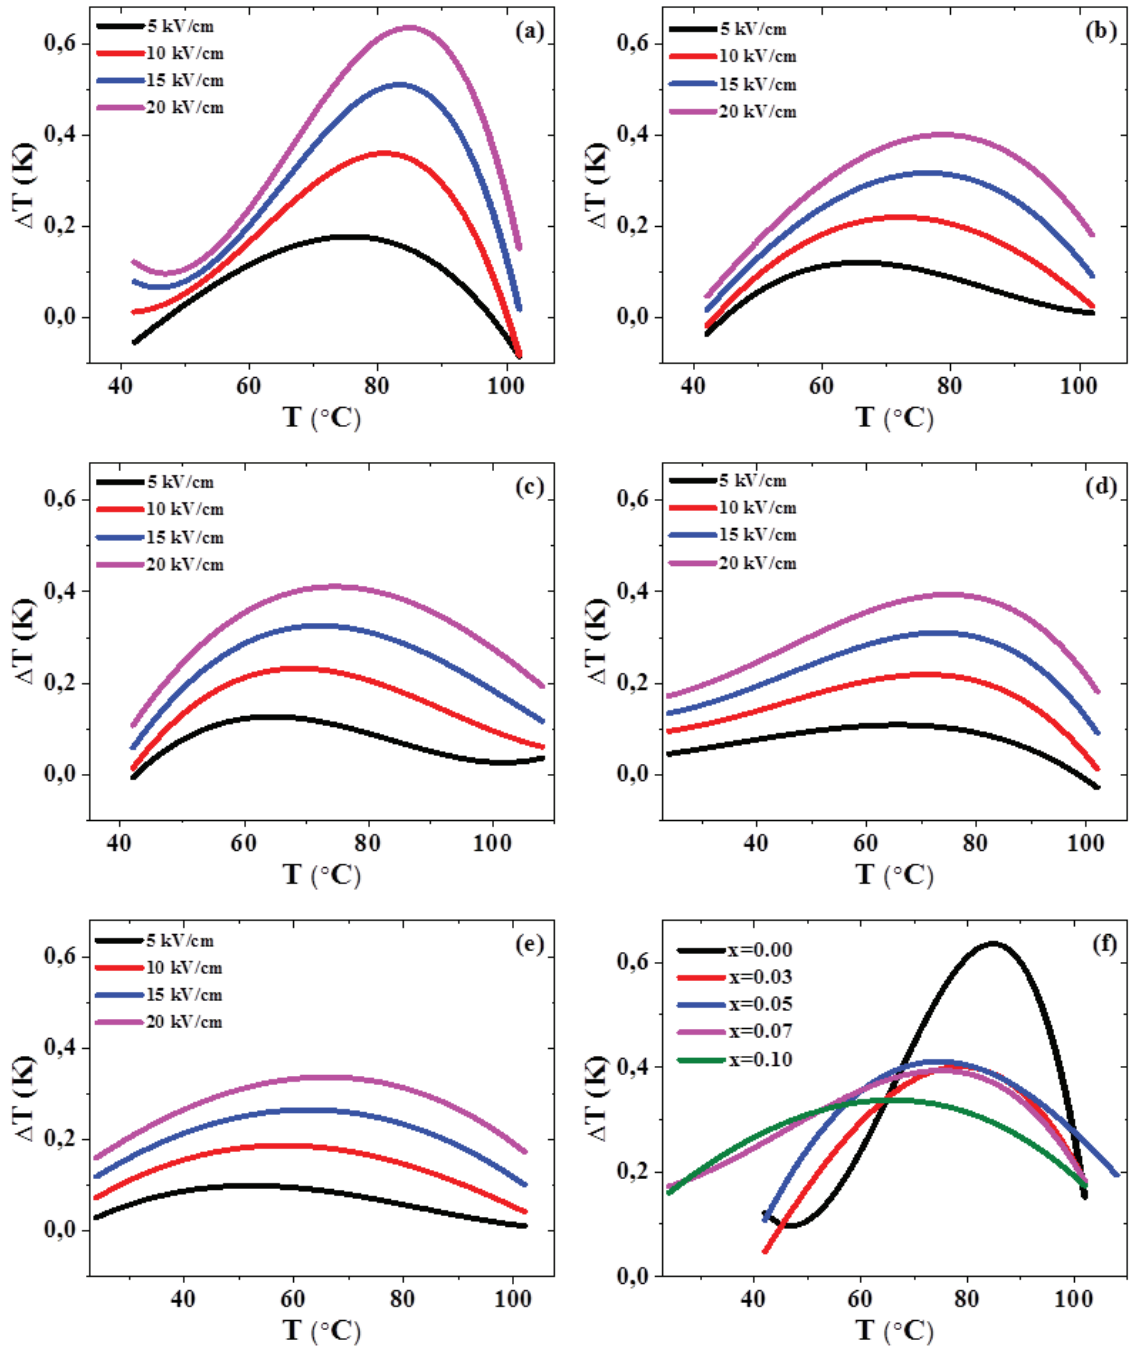 (a)
5 kV/cm
10 kV/cm
15 kV/cm
20 kV/cm
0,6
0,4
0,2
0,0
ΔT (K)
40 60 80 100
T (°C)
(b)
5 kV/cm
10 kV/cm
15 kV/cm
20 kV/cm
0,6
0,4
0,2
0,0
ΔT (K)
40 60 80 100
T (°C)
(c)
5 kV/cm
10 kV/cm
15 kV/cm
20 kV/cm
0,6
0,4
0,2
0,0
ΔT (K)
40 60 80 100
T (°C)
(d)
5 kV/cm
10 kV/cm
15 kV/cm
20 kV/cm
0,6
0,4
0,2
0,0
ΔT (K)
40 60 80 100
T (°C)
(e)
5 kV/cm
10 kV/cm
15 kV/cm
20 kV/cm
0,6
0,4
0,2
0,0
ΔT (K)
40 60 80 100
T (°C)
(f)
x=0.00
x=0.03
x=0.05
x=0.07
x=0.10
0,6
0,4
0,2
0,0
ΔT (K)
40 60 80 100
T (°C)